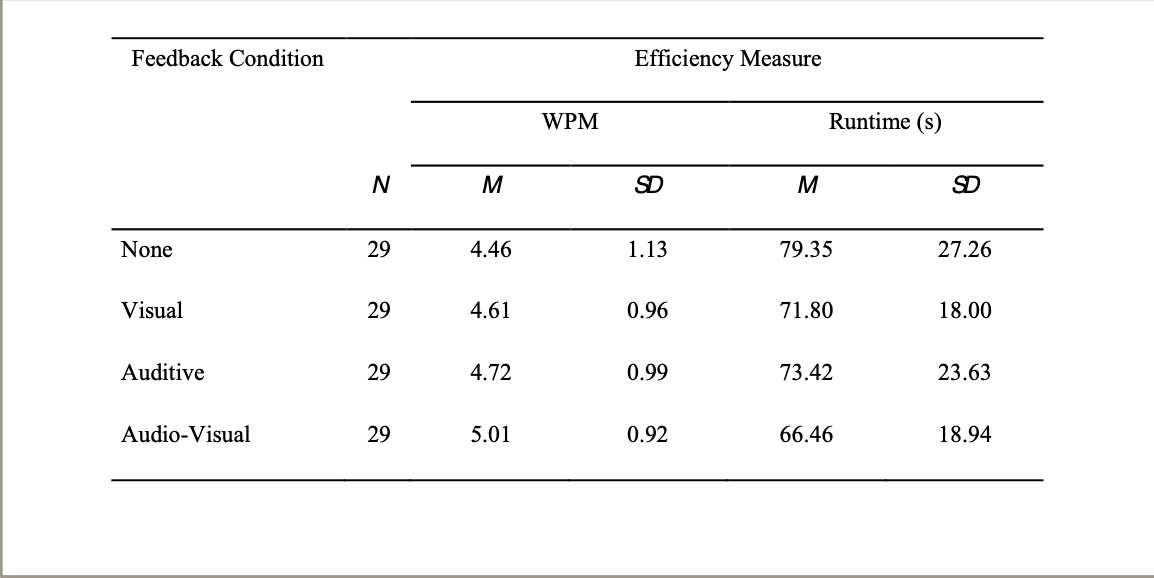 Feedback Condition Efficiency Measure
WPM Runtime (s)
N M SD M SD
None 29 4.46 1.13 79.35 27.26
Visual 29 4.61 0.96 71.80 18.00
Auditive 29 4.72 0.99 73.42 23.63
Audio-Visual 29 5.01 0.92 66.46 18.94